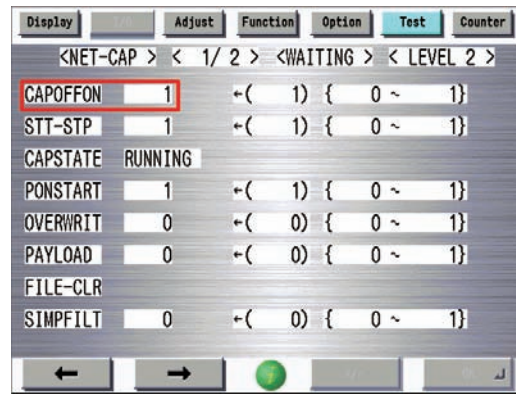 Display I/O Adjust Function Option Test Counter
<NET-CAP > < 1/ 2 > <WAITING > < LEVEL 2 >
CAPOFFON 1 ←( 1) { 0 ~ 1}
STT-STP 1 ←( 1) { 0 ~ 1}
CAPSTATE RUNNING
PONSTART 1 ←( 1) { 0 ~ 1}
OVERWRIT 0 ←( 0) { 0 ~ 1}
PAYLOAD 0 ←( 0) { 0 ~ 1}
FILE-CLR
SIMPFILT 0 ←( 0) { 0 ~ 1}
← → +/- OK ↲